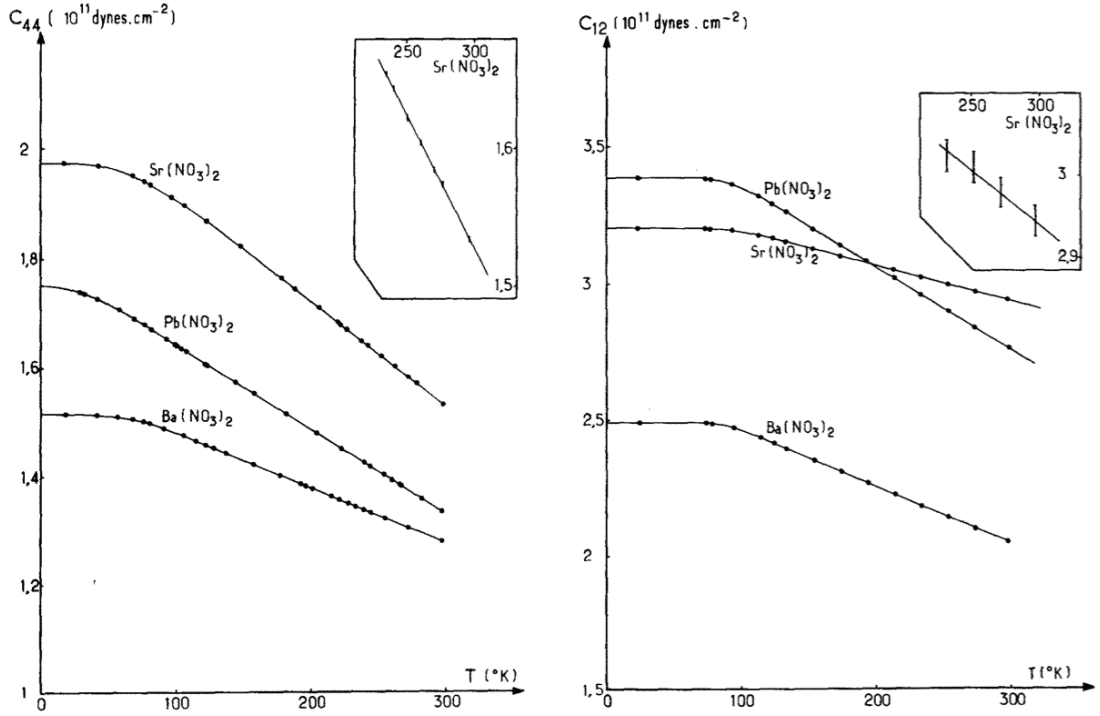 C44 ( 10¹¹ dynes.cm⁻²)
250 300
Sr(NO3)2
1,6
1,5
2
1,8
1,6
1,4
1,2
1
Sr(NO3)2
Pb(NO3)2
Ba(NO3)2
T (°K)
0 100 200 300
C12 (10¹¹ dynes . cm⁻²)
250 300
Sr(NO3)2
3
2,9
3,5
3
2,5
2
1,5
Pb(NO3)2
Sr(NO3)2
Ba(NO3)2
T(°K)
0 100 200 300